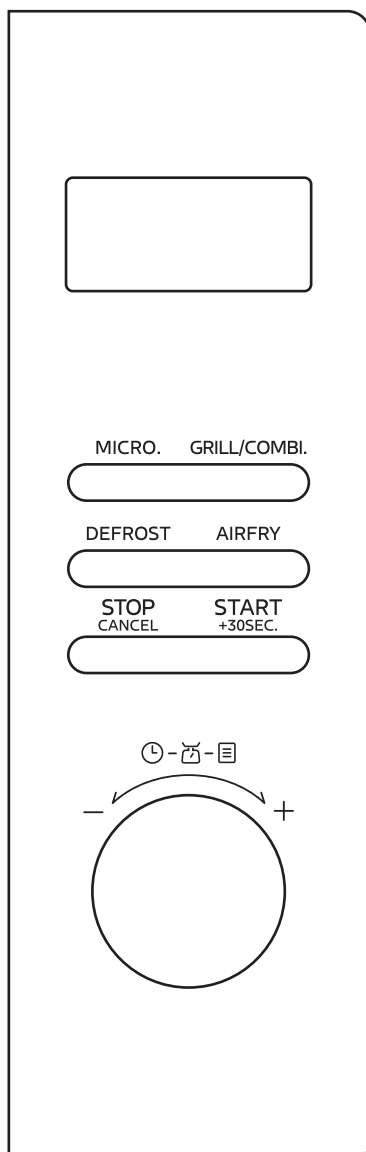 MICRO. GRILL/COMBI.
DEFROST AIRFRY
STOP START
CANCEL +30SEC.
- +